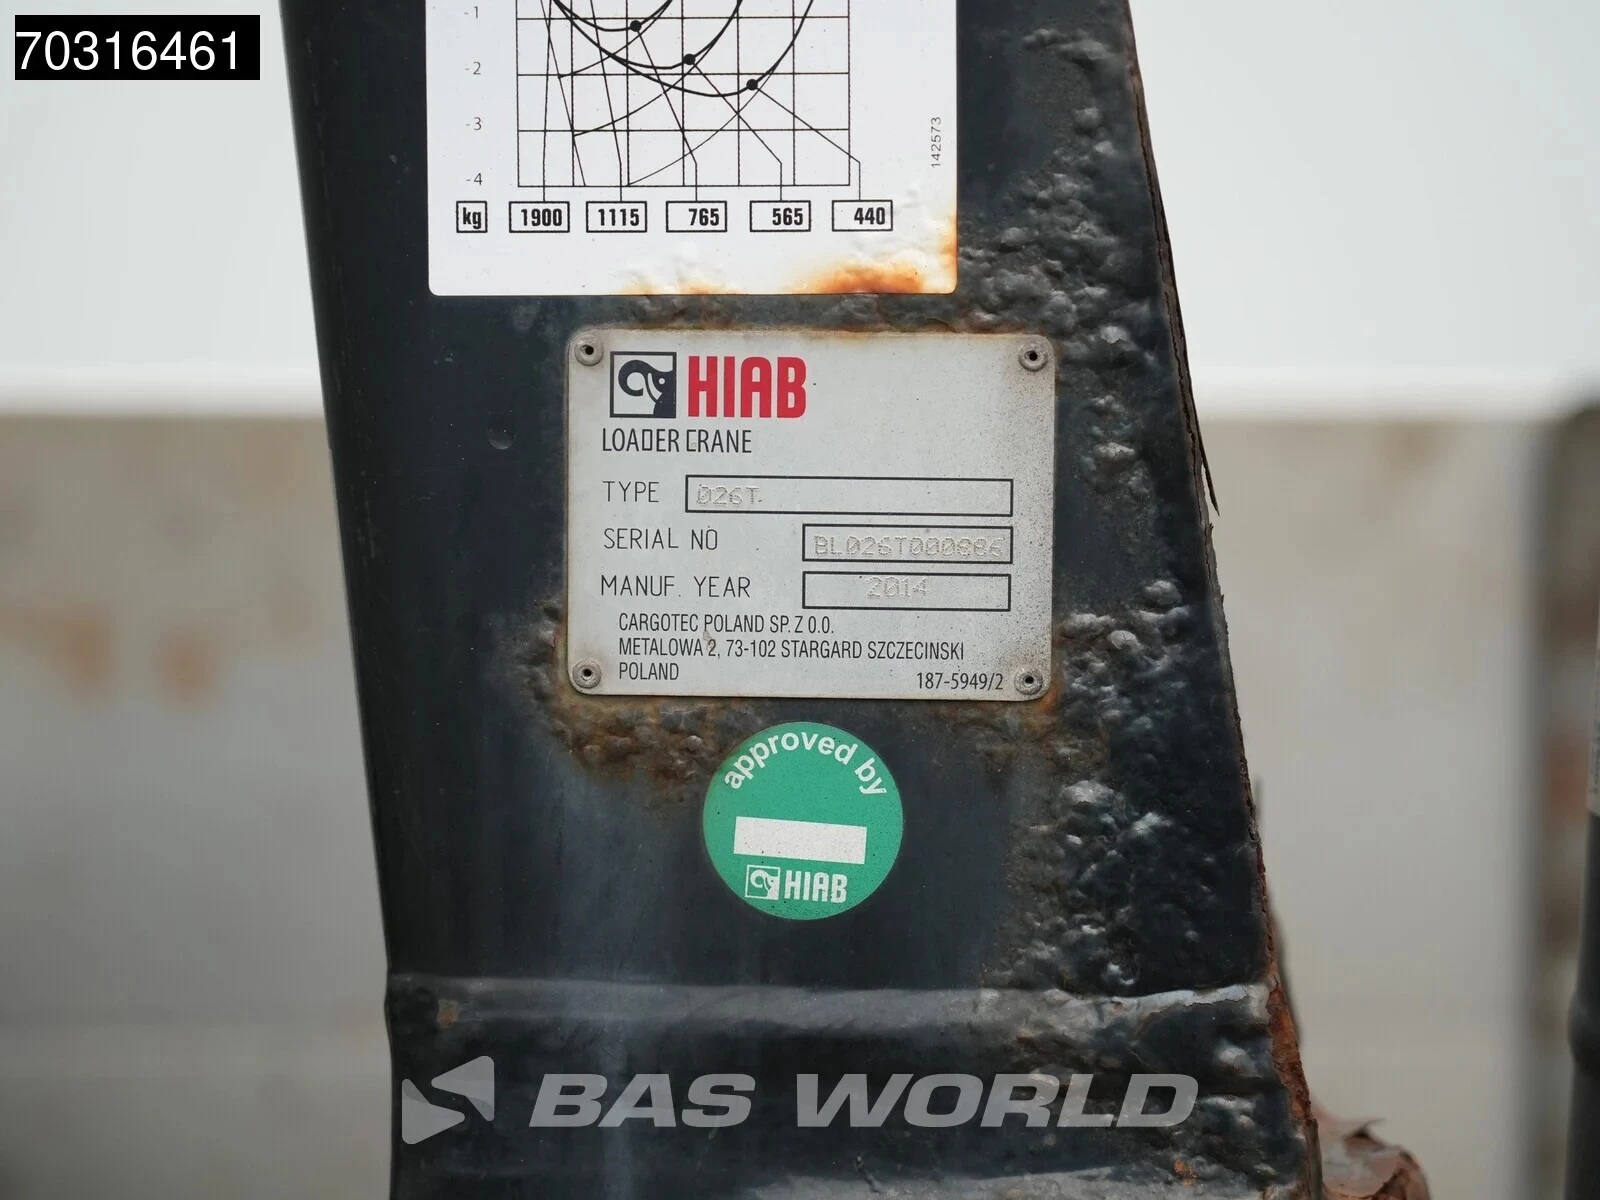 70316461
-1
-2
-3
-4
142573
kg 1900 1115 765 565 440
HIAB
LOADER CRANE
TYPE 026T
SERIAL NO BL026T000886
MANUF. YEAR 2014
CARGOTEC POLAND SP. Z O.O.
METALOWA 2, 73-102 STARGARD SZCZECINSKI
POLAND
187-5949/2
approved by
HIAB
BAS WORLD